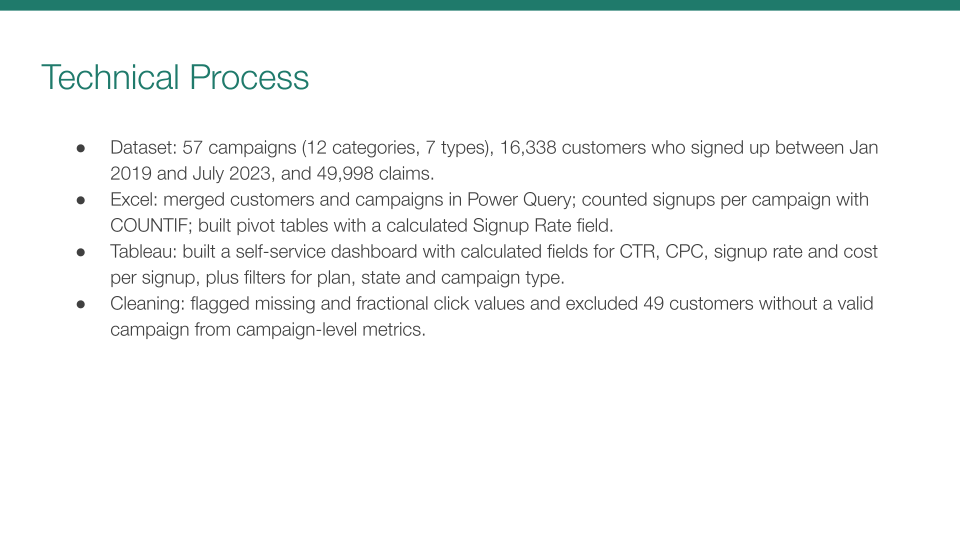 Technical Process
● Dataset: 57 campaigns (12 categories, 7 types), 16,338 customers who signed up between Jan
2019 and July 2023, and 49,998 claims.
● Excel: merged customers and campaigns in Power Query; counted signups per campaign with
COUNTIF; built pivot tables with a calculated Signup Rate field.
● Tableau: built a self-service dashboard with calculated fields for CTR, CPC, signup rate and cost
per signup, plus filters for plan, state and campaign type.
● Cleaning: flagged missing and fractional click values and excluded 49 customers without a valid
campaign from campaign-level metrics.